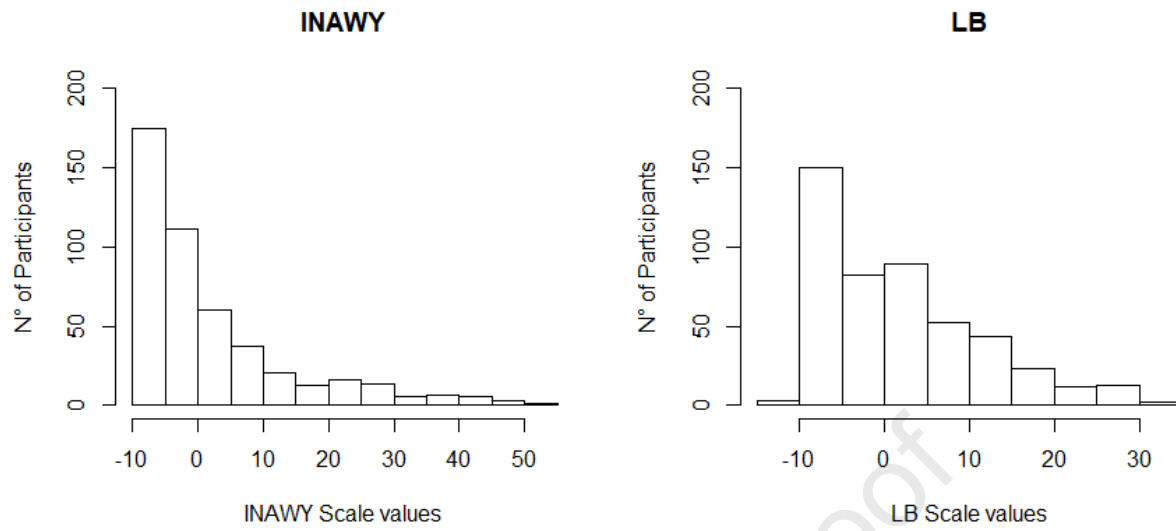 INAWY
N° of Participants
200
150
100
50
0
-10 0 10 20 30 40 50
INAWY Scale values
LB
N° of Participants
200
150
100
50
0
-10 0 10 20 30
LB Scale values
oof